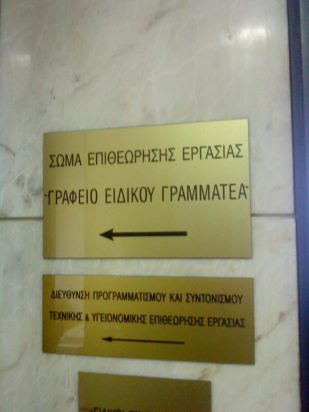 ΣΩΜΑ ΕΠΙΘΕΩΡΗΣΗΣ ΕΡΓΑΣΙΑΣ
"ΓΡΑΦΕΙΟ ΕΙΔΙΚΟΥ ΓΡΑΜΜΑΤΕΑ"
ΔΙΕΥΘΥΝΣΗ ΠΡΟΓΡΑΜΜΑΤΙΣΜΟΥ ΚΑΙ ΣΥΝΤΟΝΙΣΜΟΥ
ΤΕΧΝΙΚΗΣ & ΥΓΕΙΟΝΟΜΙΚΗΣ ΕΠΙΘΕΩΡΗΣΗΣ ΕΡΓΑΣΙΑΣ